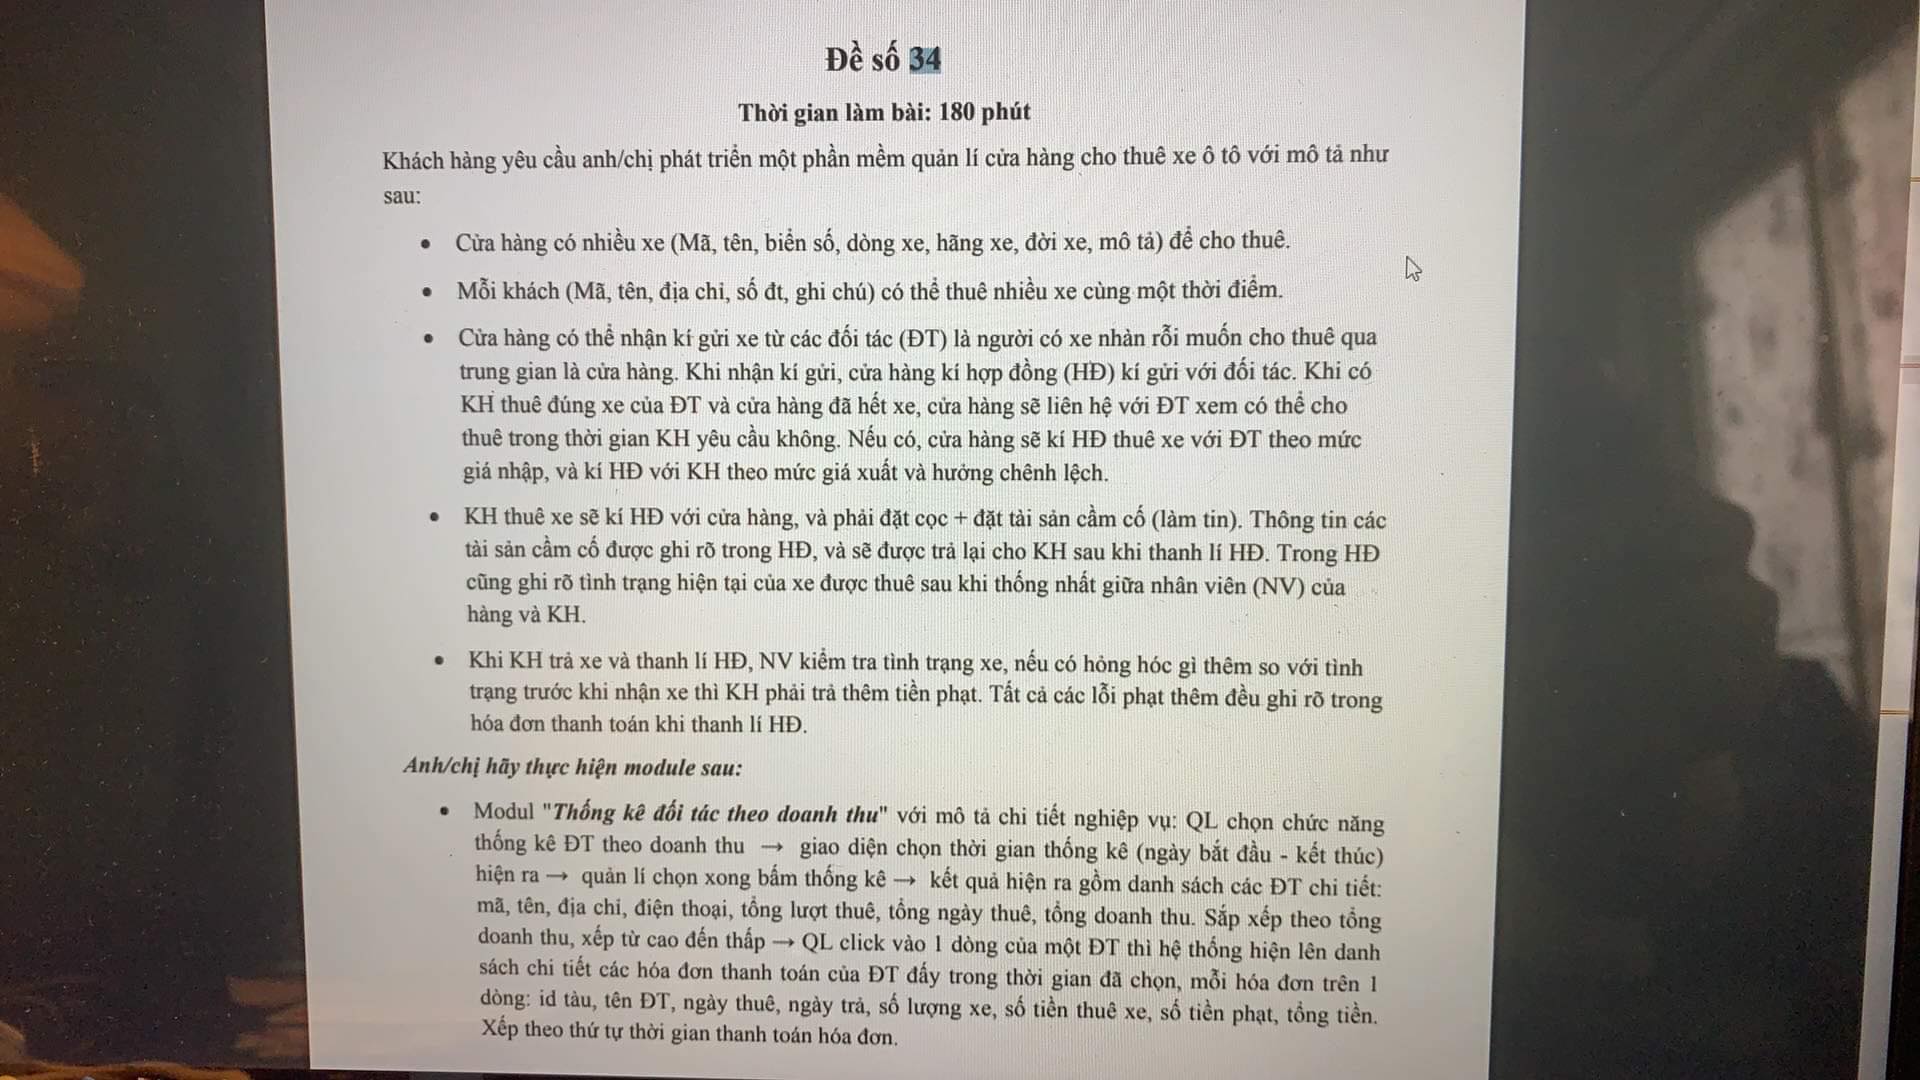 Đề số 34
Thời gian làm bài: 180 phút
Khách hàng yêu cầu anh/chị phát triển một phần mềm quản lí cửa hàng cho thuê xe ô tô với mô tả như
sau:
• Cửa hàng có nhiều xe (Mã, tên, biển số, dòng xe, hãng xe, đời xe, mô tả) để cho thuê.
• Mỗi khách (Mã, tên, địa chỉ, số đt, ghi chú) có thể thuê nhiều xe cùng một thời điểm.
• Cửa hàng có thể nhận kí gửi xe từ các đối tác (ĐT) là người có xe nhàn rỗi muốn cho thuê qua
trung gian là cửa hàng. Khi nhận kí gửi, cửa hàng kí hợp đồng (HĐ) kí gửi với đối tác. Khi có
KH thuê đúng xe của ĐT và cửa hàng đã hết xe, cửa hàng sẽ liên hệ với ĐT xem có thể cho
thuê trong thời gian KH yêu cầu không. Nếu có, cửa hàng sẽ kí HĐ thuê xe với ĐT theo mức
giá nhập, và kí HĐ với KH theo mức giá xuất và hưởng chênh lệch.
• KH thuê xe sẽ kí HĐ với cửa hàng, và phải đặt cọc + đặt tài sản cầm cố (làm tin). Thông tin các
tài sản cầm cố được ghi rõ trong HĐ, và sẽ được trả lại cho KH sau khi thanh lí HĐ. Trong HĐ
cũng ghi rõ tình trạng hiện tại của xe được thuê sau khi thống nhất giữa nhân viên (NV) của
hàng và KH.
• Khi KH trả xe và thanh lí HĐ, NV kiểm tra tình trạng xe, nếu có hỏng hóc gì thêm so với tình
trạng trước khi nhận xe thì KH phải trả thêm tiền phạt. Tất cả các lỗi phạt thêm đều ghi rõ trong
hóa đơn thanh toán khi thanh lí HĐ.
Anh/chị hãy thực hiện module sau:
• Modul "Thống kê đối tác theo doanh thu" với mô tả chi tiết nghiệp vụ: QL chọn chức năng
thống kê ĐT theo doanh thu → giao diện chọn thời gian thống kê (ngày bắt đầu - kết thúc)
hiện ra → quản lí chọn xong bấm thống kê → kết quả hiện ra gồm danh sách các ĐT chi tiết:
mã, tên, địa chỉ, điện thoại, tổng lượt thuê, tổng ngày thuê, tổng doanh thu. Sắp xếp theo tổng
doanh thu, xếp từ cao đến thấp → QL click vào 1 dòng của một ĐT thì hệ thống hiện lên danh
sách chi tiết các hóa đơn thanh toán của ĐT đấy trong thời gian đã chọn, mỗi hóa đơn trên 1
dòng: id tàu, tên ĐT, ngày thuê, ngày trả, số lượng xe, số tiền thuê xe, số tiền phạt, tổng tiền.
Xếp theo thứ tự thời gian thanh toán hóa đơn.